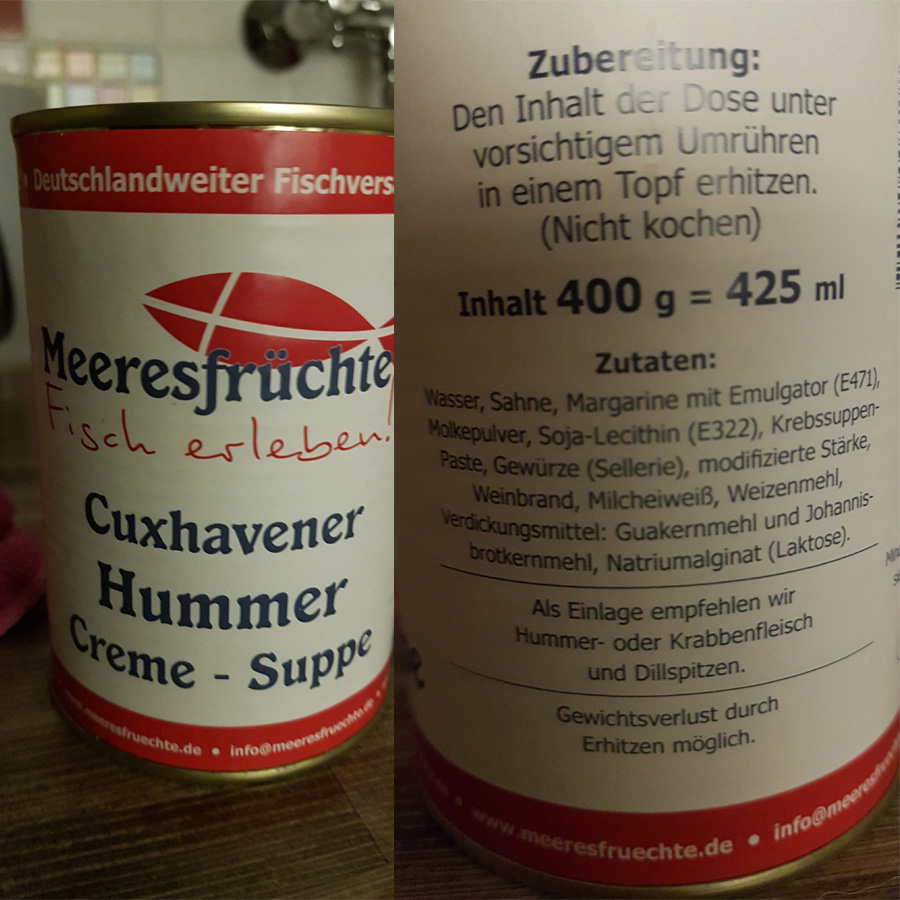 Deutschlandweiter
Meeresfrüchte
Fisch erleben!
Cuxhavener
Hummer
Creme - Suppe
meeresfruechte.de • info@meeresfruechte.de
Zubereitung:
Den Inhalt der Dose unter
vorsichtigem Umrühren
in einem Topf erhitzen.
(Nicht kochen)
Inhalt 400 g = 425 ml
Zutaten:
Wasser, Sahne, Margarine mit Emulgator (E471),
Molkepulver, Soja-Lecithin (E322), Krebssuppen-
Paste, Gewürze (Sellerie), modifizierte Stärke,
Weinbrand, Milcheiweiß, Weizenmehl,
Verdickungsmittel: Guakernmehl und Johannis-
brotkernmehl, Natriumalginat (Laktose).
Als Einlage empfehlen wir
Hummer- oder Krabbenfleisch
und Dillspitzen.
Gewichtsverlust durch
Erhitzen möglich.
www.meeresfruechte.de •